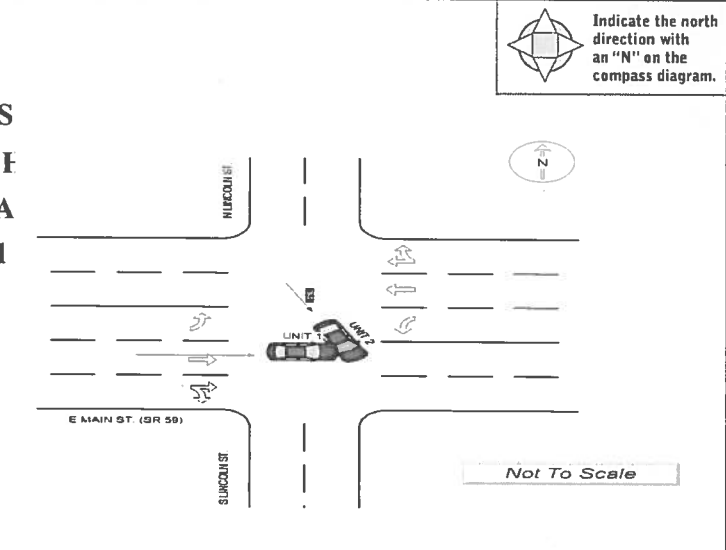 Indicate the north
direction with
an "N" on the
compass diagram.
S
H
A
N
N LINCOLN ST.
UNIT 1
UNIT 2
E MAIN ST. (SR 59)
S LINCOLN ST
Not To Scale